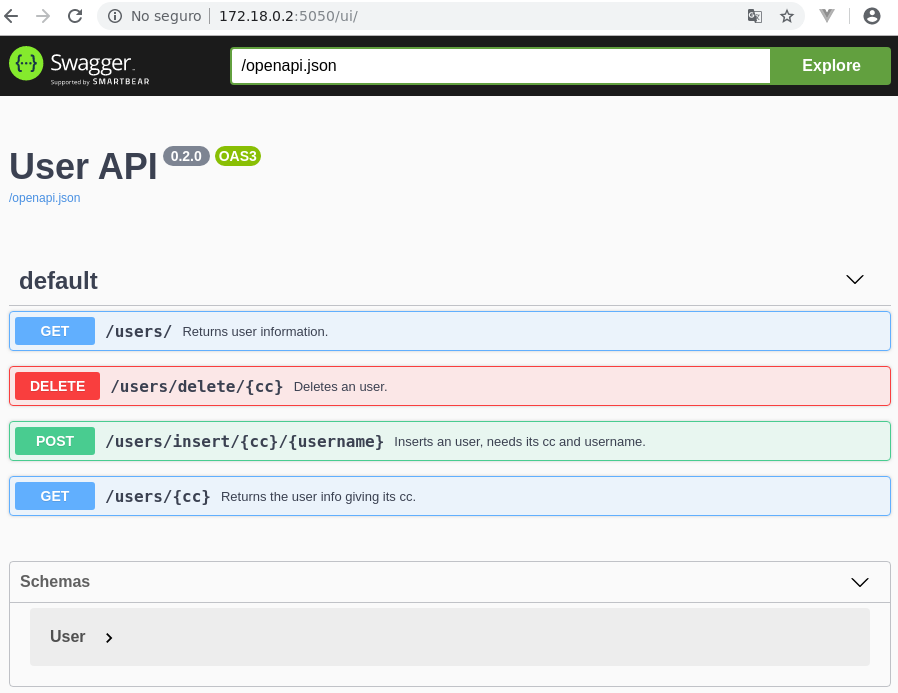 No seguro 172.18.0.2:5050/ui/
{···} Swagger. /openapi.json Explore
Supported by SMARTBEAR
User API 0.2.0 OAS3
/openapi.json
default
GET /users/ Returns user information.
DELETE /users/delete/{cc} Deletes an user.
POST /users/insert/{cc}/{username} Inserts an user, needs its cc and username.
GET /users/{cc} Returns the user info giving its cc.
Schemas
User